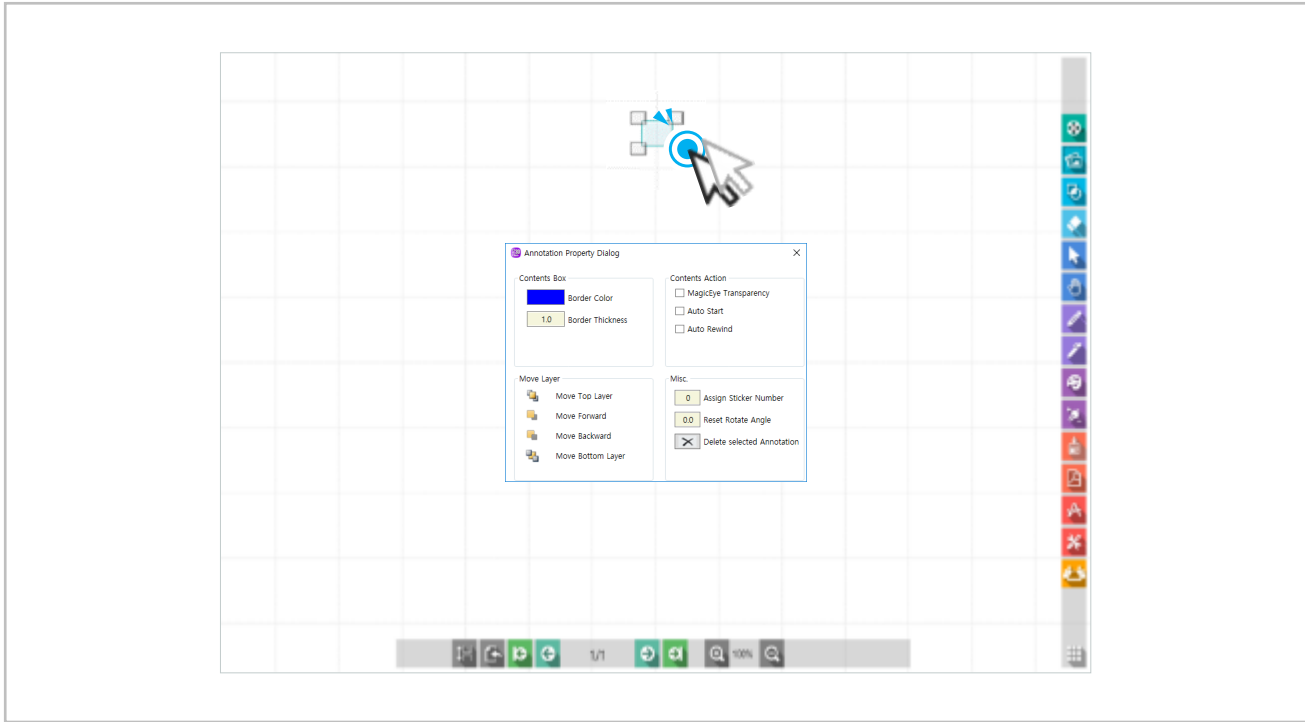 Annotation Property Dialog
Contents Box
Border Color
1.0 Border Thickness
Contents Action
MagicEye Transparency
Auto Start
Auto Rewind
Move Layer
Move Top Layer
Move Forward
Move Backward
Move Bottom Layer
Misc.
0 Assign Sticker Number
0.0 Reset Rotate Angle
Delete selected Annotation
1/1
100%